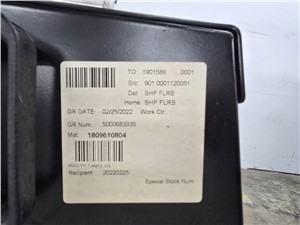 TO: 1901586 0001
Src: 901 0001120051
Dst: SHP FLRB
Home: SHP FLRB
GR DATE: 02/25/2022 Work Ctr:
GR Num: 5000683936
Mat: 1809610804
Recipient: 20220225
Special Stock Num: